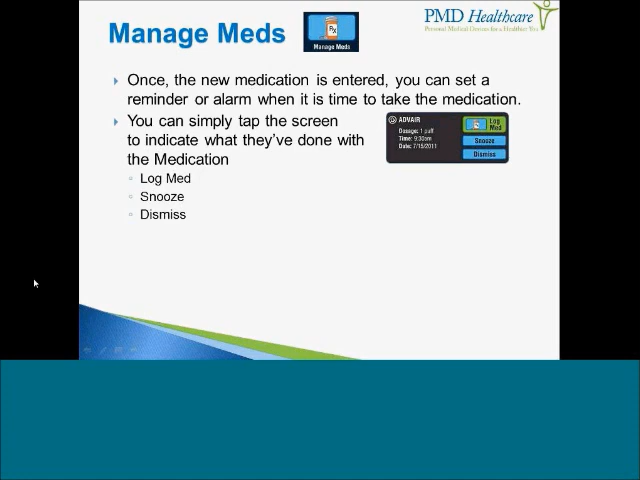 Manage Meds
Manage Meds
PMD Healthcare
Personal Medical Devices for a Healthier You
Once, the new medication is entered, you can set a
reminder or alarm when it is time to take the medication.
You can simply tap the screen
to indicate what they've done with
the Medication
Log Med
Snooze
Dismiss
ADVAIR
Dosage: 1 puff
Time: 9:30am
Date: 7/15/2011
Log
Med
Snooze
Dismiss